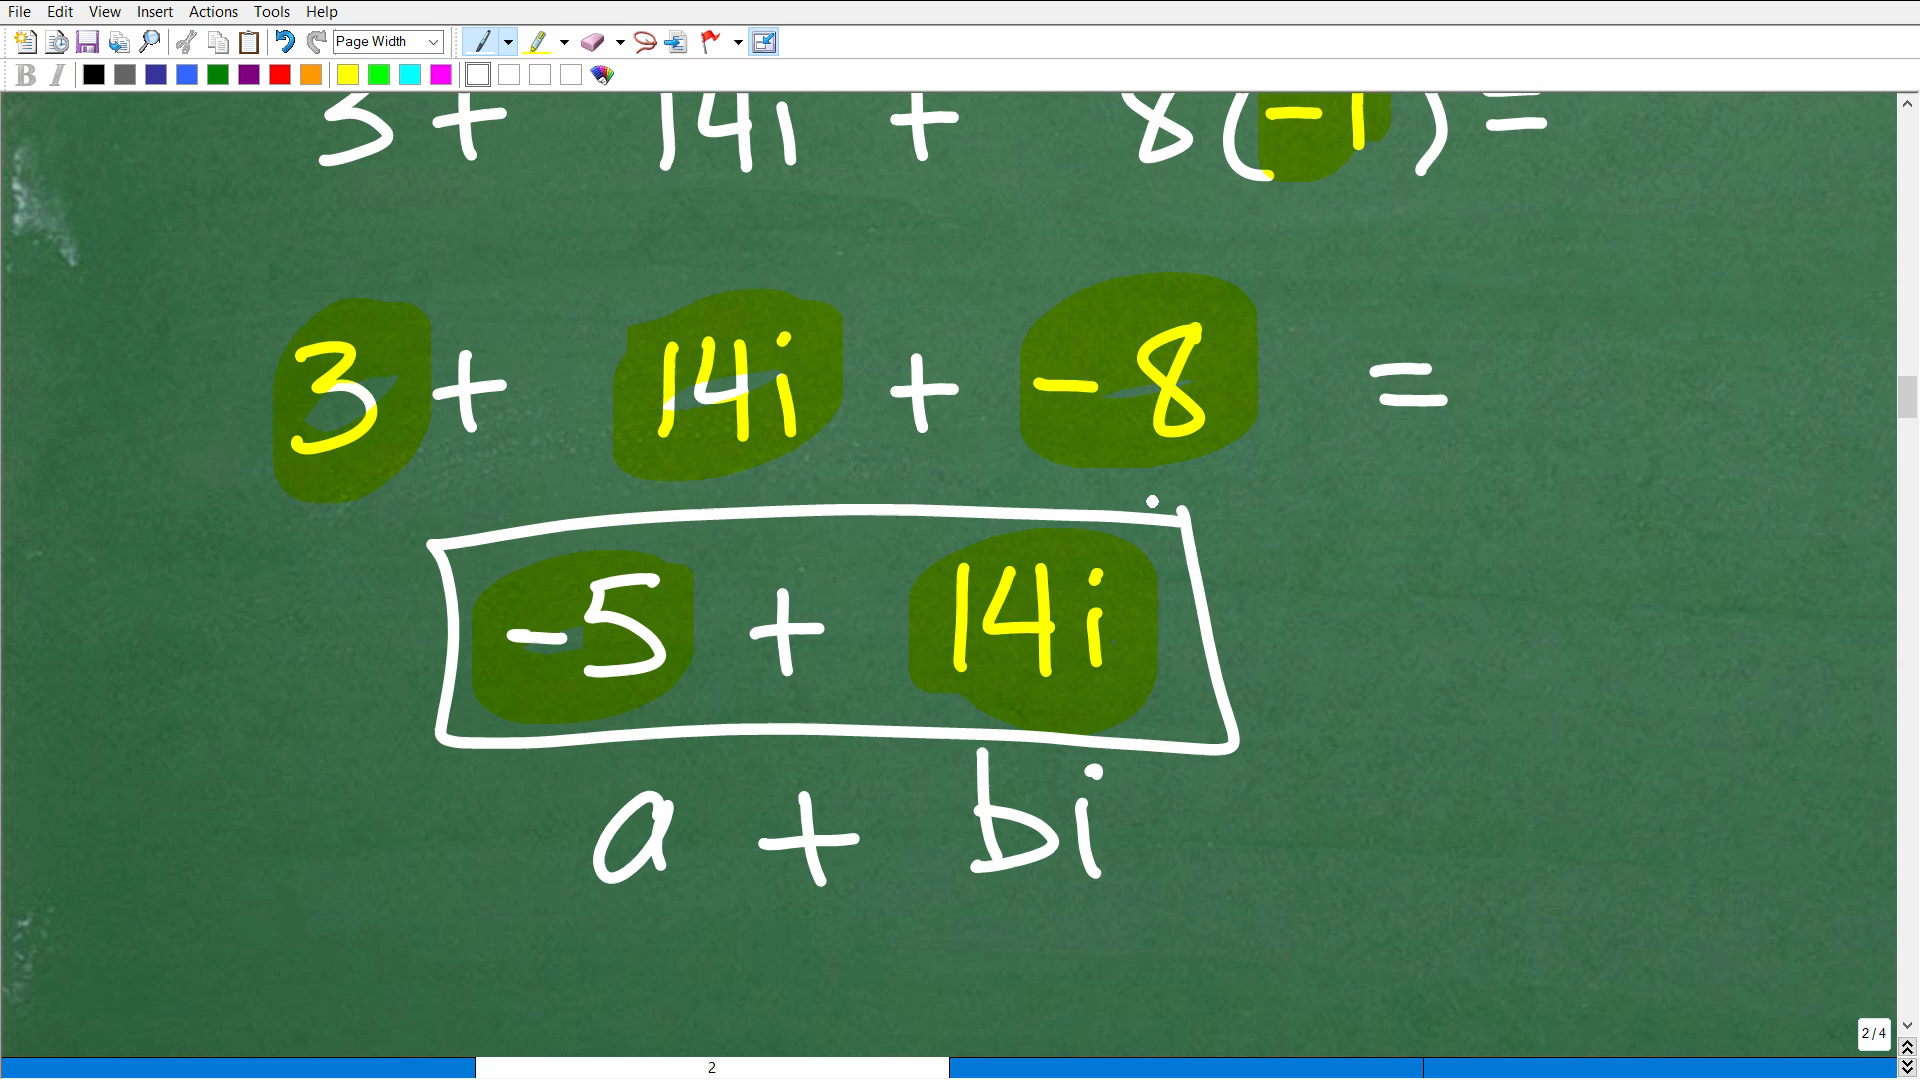 File Edit View Insert Actions Tools Help
Page Width
B I
3 + 14i + 8(-1) =
3 + 14i + -8 =
-5 + 14i
a + bi
2 / 4
2